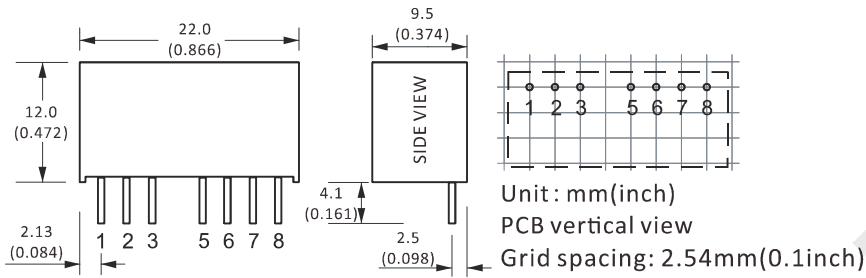 22.0
(0.866)
12.0
(0.472)
2.13
(0.084)
1 2 3 5 6 7 8
9.5
(0.374)
SIDE VIEW
4.1
(0.161)
2.5
(0.098)
1 2 3 5 6 7 8
Unit: mm(inch)
PCB vertical view
Grid spacing: 2.54mm(0.1inch)